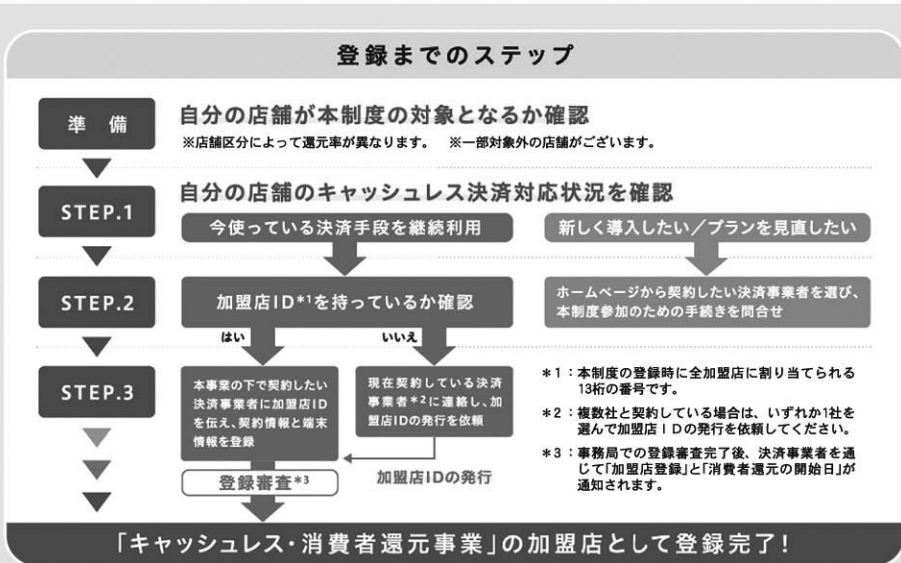 登録までのステップ
準備
自分の店舗が本制度の対象となるか確認
※店舗区分によって還元率が異なります。 ※一部対象外の店舗がございます。
STEP.1
自分の店舗のキャッシュレス決済対応状況を確認
今使っている決済手段を継続利用
新しく導入したい／プランを見直したい
STEP.2
加盟店ID*1を持っているか確認
ホームページから契約したい決済事業者を選び、
本制度参加のための手続きを問合せ
はい
いいえ
STEP.3
本事業の下で契約したい
決済事業者に加盟店ID
を伝え、契約情報と端末
情報を登録
現在契約している決済
事業者*2に連絡し、加
盟店IDの発行を依頼
加盟店IDの発行
登録審査*3
*1：本制度の登録時に全加盟店に割り当てられる
13桁の番号です。
*2：複数社と契約している場合は、いずれか1社を
選んで加盟店IDの発行を依頼してください。
*3：事務局での登録審査完了後、決済事業者を通
じて「加盟店登録」と「消費者還元の開始日」が
通知されます。
「キャッシュレス・消費者還元事業」の加盟店として登録完了！